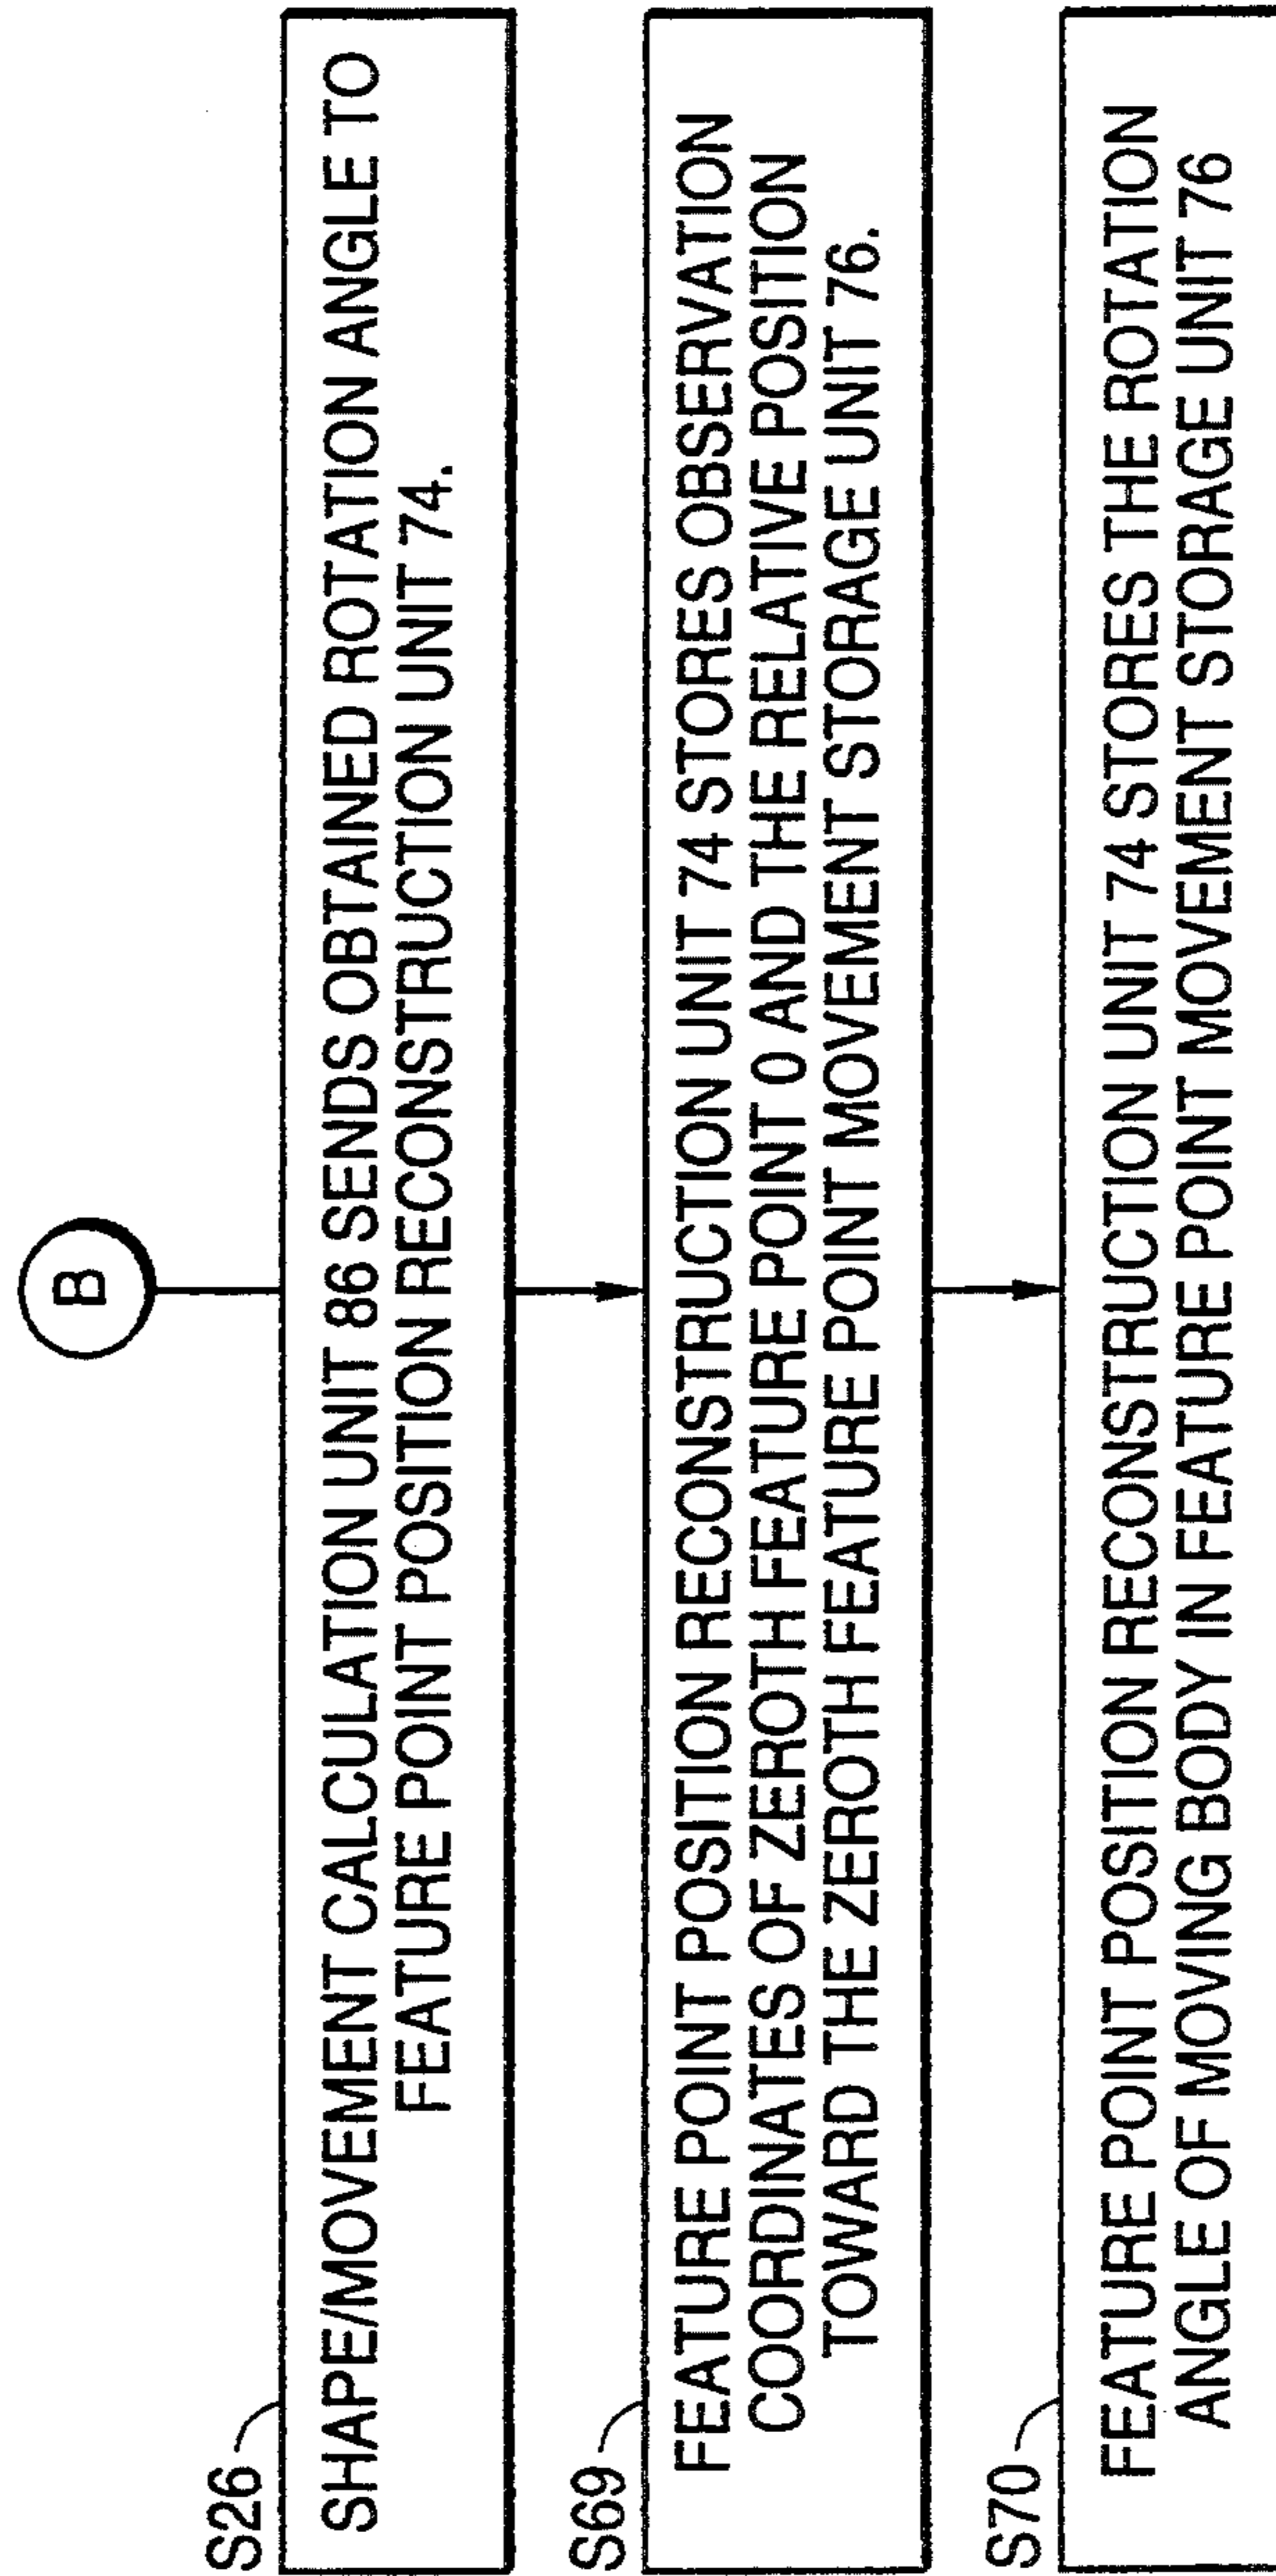 B
S26
SHAPE/MOVEMENT CALCULATION UNIT 86 SENDS OBTAINED ROTATION ANGLE TO
FEATURE POINT POSITION RECONSTRUCTION UNIT 74.
S69
FEATURE POINT POSITION RECONSTRUCTION UNIT 74 STORES OBSERVATION
COORDINATES OF ZEROTH FEATURE POINT 0 AND THE RELATIVE POSITION
TOWARD THE ZEROTH FEATURE POINT MOVEMENT STORAGE UNIT 76.
S70
FEATURE POINT POSITION RECONSTRUCTION UNIT 74 STORES THE ROTATION
ANGLE OF MOVING BODY IN FEATURE POINT MOVEMENT STORAGE UNIT 76